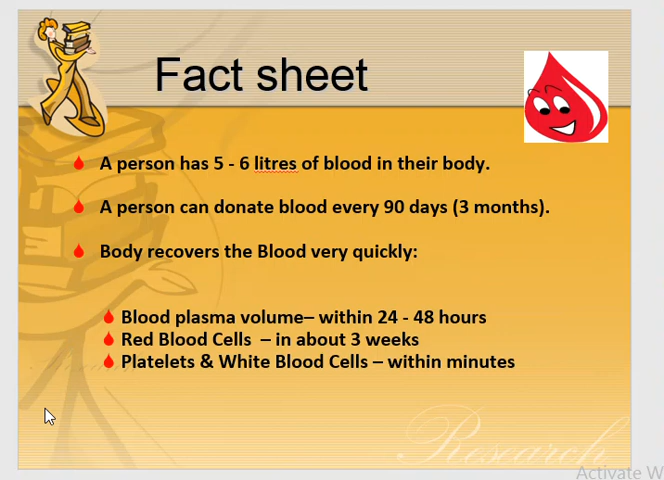 Fact sheet
A person has 5 - 6 litres of blood in their body.
A person can donate blood every 90 days (3 months).
Body recovers the Blood very quickly:
Blood plasma volume– within 24 - 48 hours
Red Blood Cells – in about 3 weeks
Platelets & White Blood Cells – within minutes
Research
Activate W